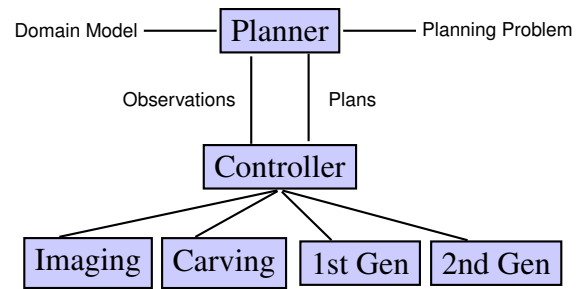 Domain Model
Planner
Planning Problem
Observations
Plans
Controller
Imaging
Carving
1st Gen
2nd Gen